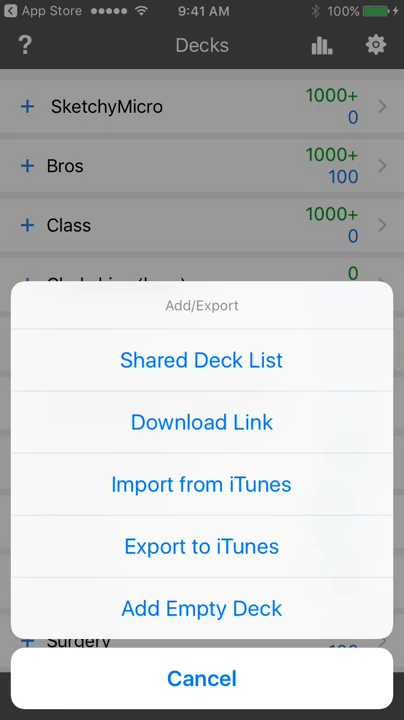 App Store 9:41 AM 100%
? Decks
+ SketchyMicro 1000+
0
+ Bros 1000+
100
+ Class 1000+
0
0
Add/Export
Shared Deck List
Download Link
Import from iTunes
Export to iTunes
Add Empty Deck
Surgery
Cancel